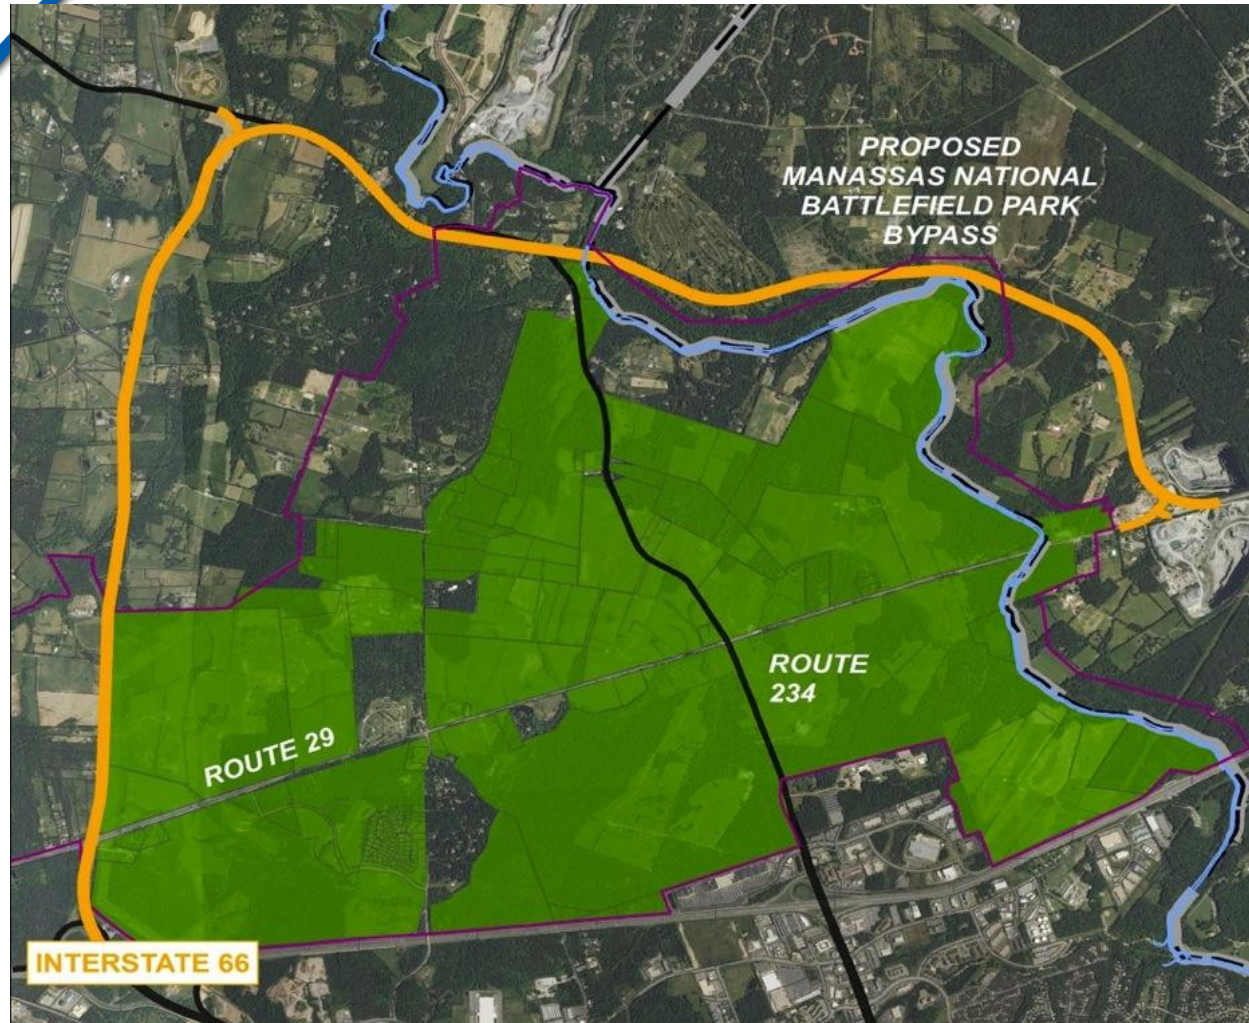 PROPOSED
MANASSAS NATIONAL
BATTLEFIELD PARK
BYPASS
ROUTE
234
ROUTE 29
INTERSTATE 66